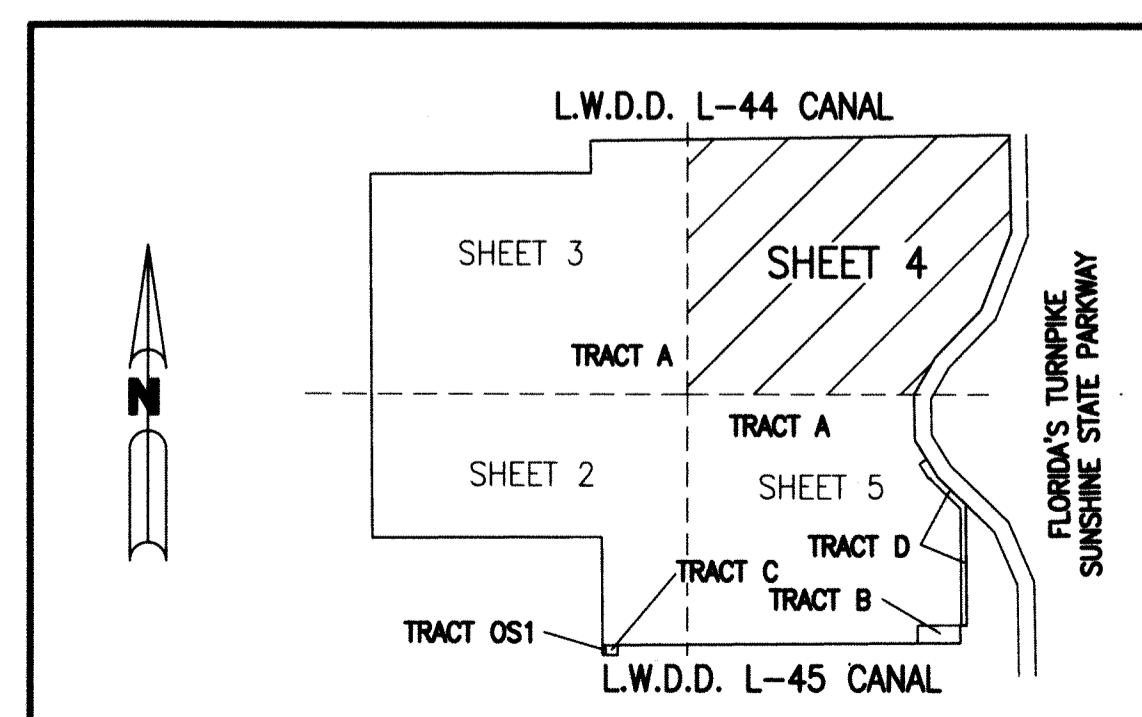 L.W.D.D. L-44 CANAL
SHEET 3
SHEET 4
N
TRACT A
TRACT A
FLORIDA'S TURNPIKE
SUNSHINE STATE PARKWAY
SHEET 2
SHEET 5
TRACT D
TRACT C
TRACT B
TRACT OS1
L.W.D.D. L-45 CANAL